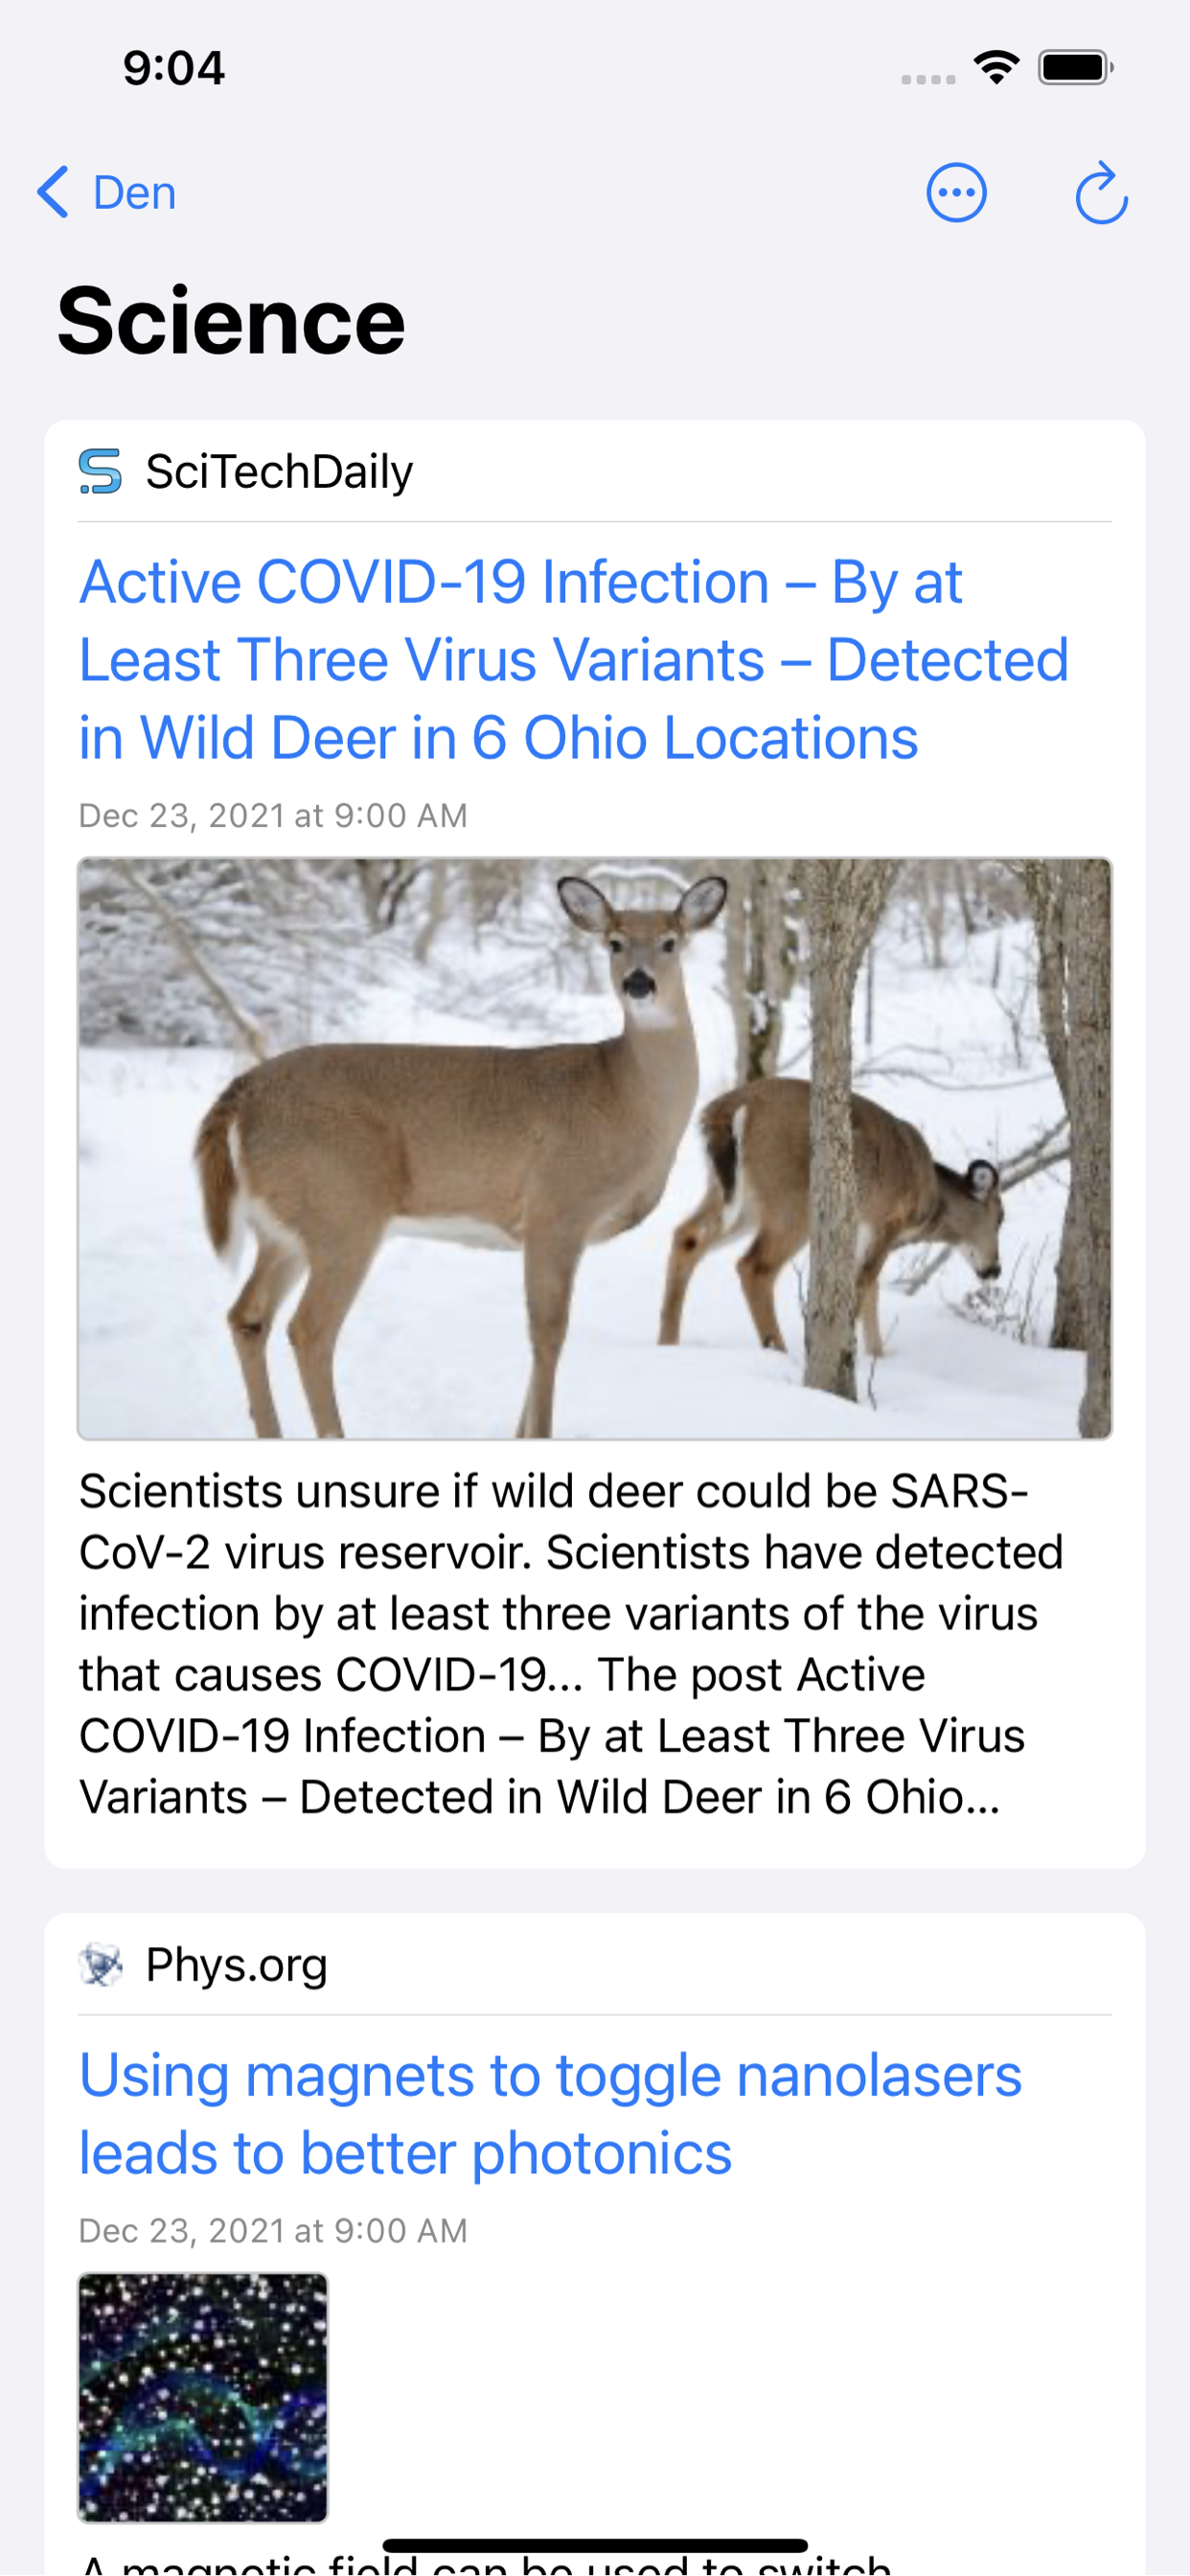 9:04
Den
Science
SciTechDaily
Active COVID-19 Infection – By at
Least Three Virus Variants – Detected
in Wild Deer in 6 Ohio Locations
Dec 23, 2021 at 9:00 AM
Scientists unsure if wild deer could be SARS-
CoV-2 virus reservoir. Scientists have detected
infection by at least three variants of the virus
that causes COVID-19... The post Active
COVID-19 Infection – By at Least Three Virus
Variants – Detected in Wild Deer in 6 Ohio...
Phys.org
Using magnets to toggle nanolasers
leads to better photonics
Dec 23, 2021 at 9:00 AM
A magnetic field can be used to switch